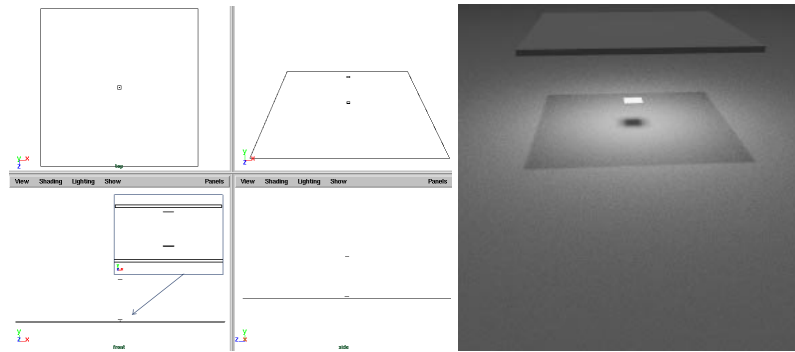 Y X
Z
top
Y
Z X
View Shading Lighting Show Panels
View Shading Lighting Show Panels
Y
Z X
front
Y
Z X
side